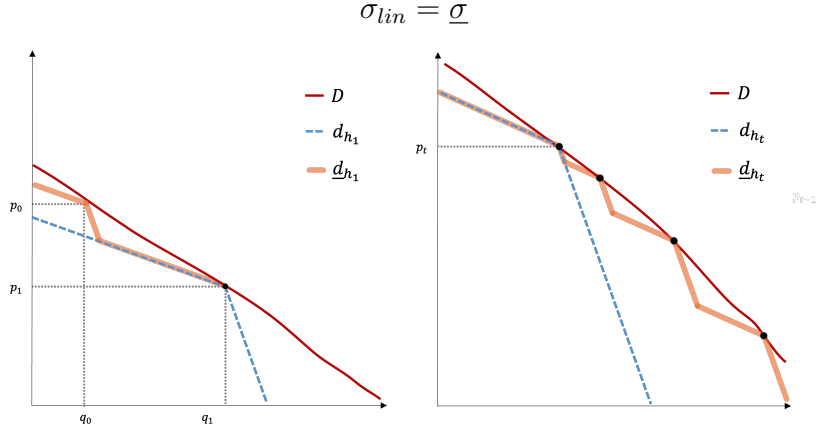 σ_lin = σ̲
D
d_h₁
d̲_h₁
p₀
p₁
q₀
q₁
D
d_hₜ
d̲_hₜ
pₜ